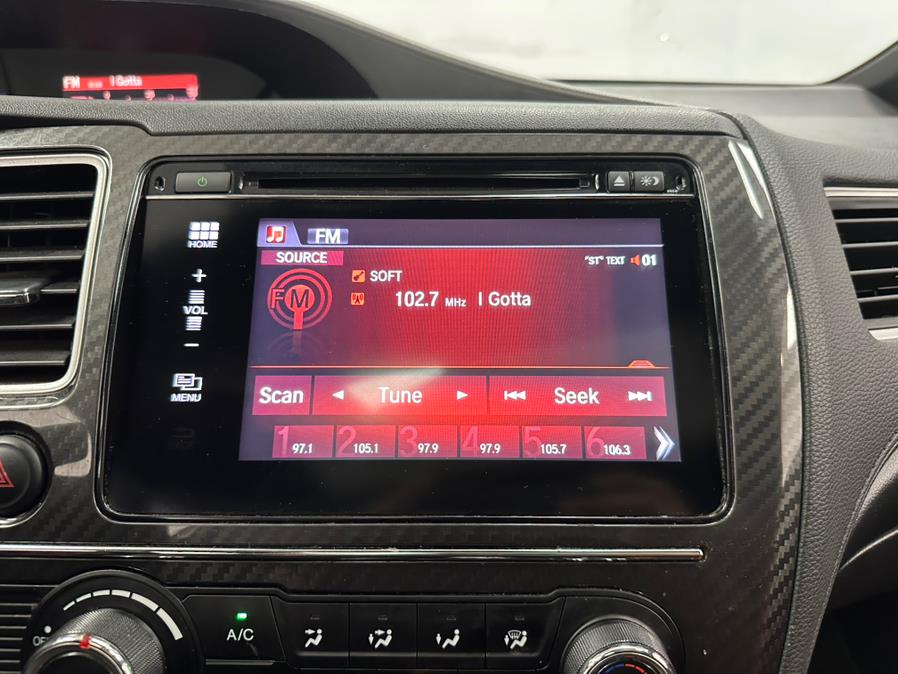 FM I Gotta
HOME
+
VOL
−
MENU
FM
SOURCE
"ST" TEXT 01
FM
SOFT
102.7 MHz I Gotta
Scan Tune Seek
1 97.1 2 105.1 3 97.9 4 97.9 5 105.7 6 106.3
OFF
A/C